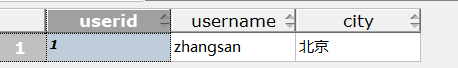 userid username city
1 1 zhangsan 北京